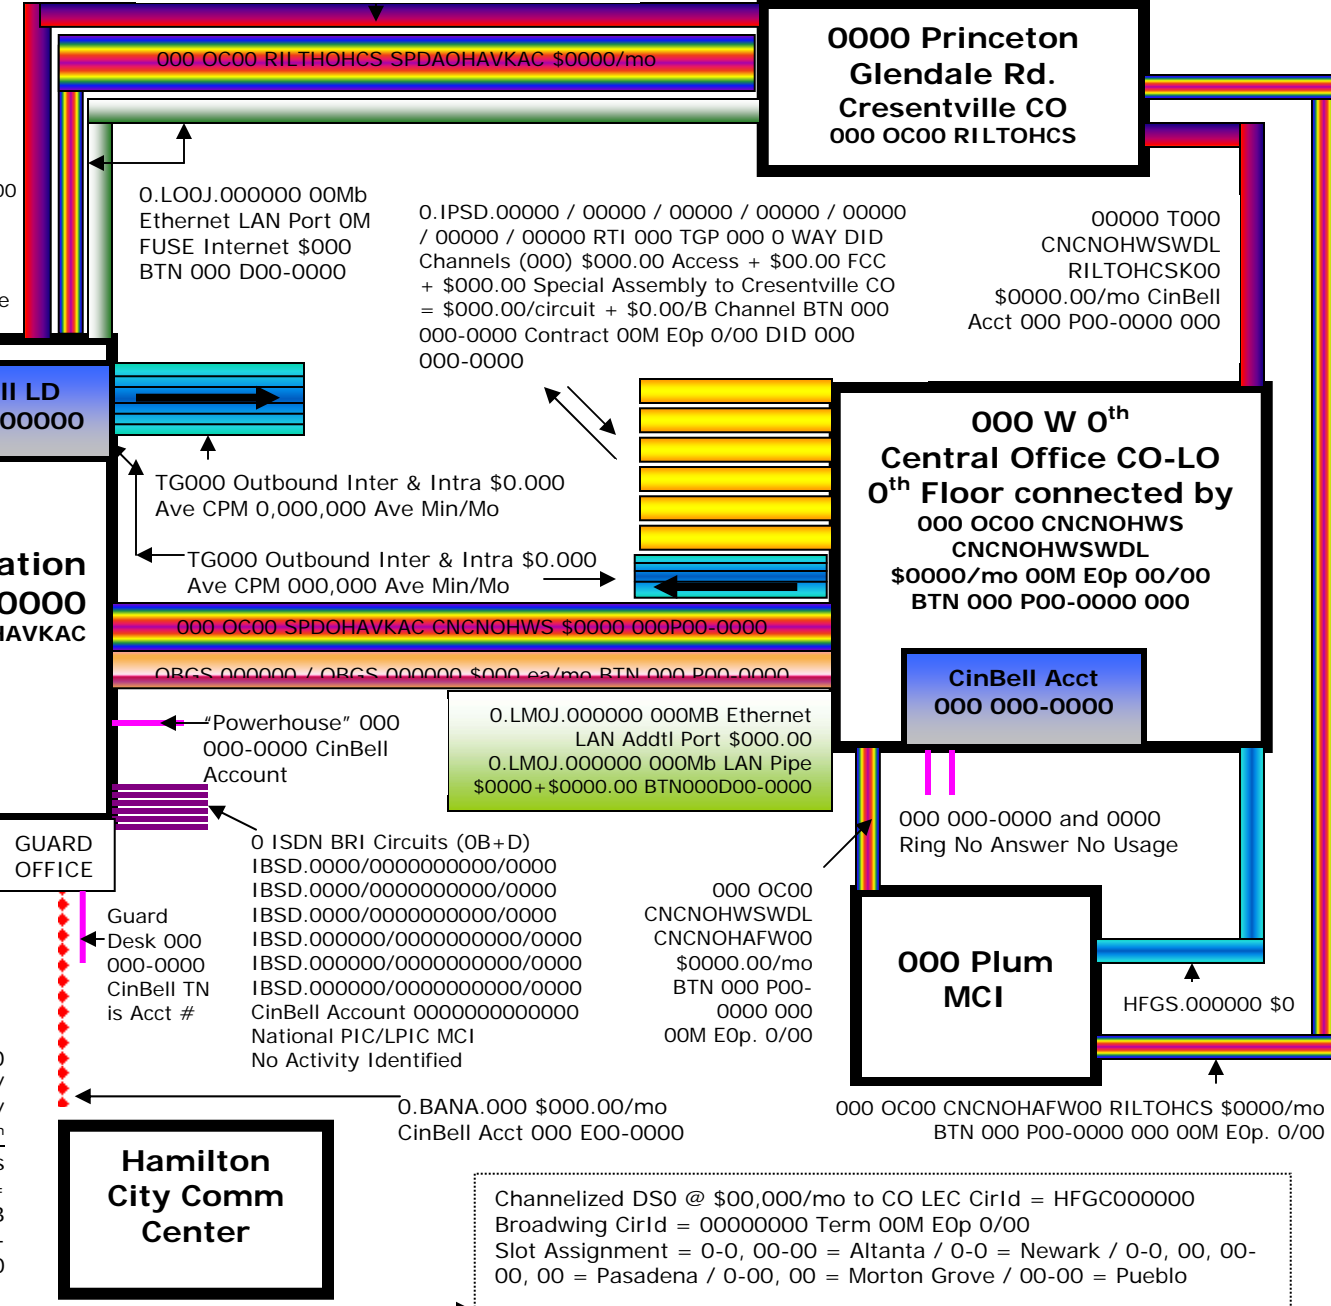 000 OC00 RILTHOHCS SPDAOHAVKAC $0000/mo
0000 Princeton
Glendale Rd.
Cresentville CO
000 OC00 RILTOHCS
0.LO0J.000000 00Mb
Ethernet LAN Port 0M
FUSE Internet $000
BTN 000 D00-0000
0.IPSD.00000 / 00000 / 00000 / 00000 / 00000
/ 00000 / 00000 RTI 000 TGP 000 0 WAY DID
Channels (000) $000.00 Access + $00.00 FCC
+ $000.00 Special Assembly to Cresentville CO
= $000.00/circuit + $0.00/B Channel BTN 000
000-0000 Contract 00M E0p 0/00 DID 000
000-0000
00000 T000
CNCNOHWSWDL
RILTOHCSK00
$0000.00/mo CinBell
Acct 000 P00-0000 000
ll LD
00000
TG000 Outbound Inter & Intra $0.000
Ave CPM 0,000,000 Ave Min/Mo
TG000 Outbound Inter & Intra $0.000
Ave CPM 000,000 Ave Min/Mo
000 W 0th
Central Office CO-LO
0th Floor connected by
000 OC00 CNCNOHWS
CNCNOHWSWDL
$0000/mo 00M E0p 00/00
BTN 000 P00-0000 000
CinBell Acct
000 000-0000
ation
0000
HAVKAC
000 OC00 SPDOHAVKAC CNCNOHWS $0000 000P00-0000
OBGS.000000 / OBGS.000000 $000 ea/mo BTN 000 P00-0000
0.LM0J.000000 000MB Ethernet
LAN Addtl Port $000.00
0.LM0J.000000 000Mb LAN Pipe
$0000+$0000.00 BTN000D00-0000
"Powerhouse" 000
000-0000 CinBell
Account
GUARD
OFFICE
Guard
Desk 000
000-0000
CinBell TN
is Acct #
0 ISDN BRI Circuits (0B+D)
IBSD.0000/0000000000/0000
IBSD.0000/0000000000/0000
IBSD.0000/0000000000/0000
IBSD.000000/0000000000/0000
IBSD.000000/0000000000/0000
IBSD.000000/0000000000/0000
CinBell Account 0000000000000
National PIC/LPIC MCI
No Activity Identified
000 000-0000 and 0000
Ring No Answer No Usage
000 OC00
CNCNOHWSWDL
CNCNOHAFW00
$0000.00/mo
BTN 000 P00-
0000 000
00M E0p. 0/00
000 Plum
MCI
HFGS.000000 $0
0.BANA.000 $000.00/mo
CinBell Acct 000 E00-0000
000 OC00 CNCNOHAFW00 RILTOHCS $0000/mo
BTN 000 P00-0000 000 00M E0p. 0/00
Hamilton
City Comm
Center
Channelized DS0 @ $00,000/mo to CO LEC CirId = HFGC000000
Broadwing CirId = 00000000 Term 00M E0p 0/00
Slot Assignment = 0-0, 00-00 = Altanta / 0-0 = Newark / 0-0, 00, 00-
00, 00 = Pasadena / 0-00, 00 = Morton Grove / 00-00 = Pueblo